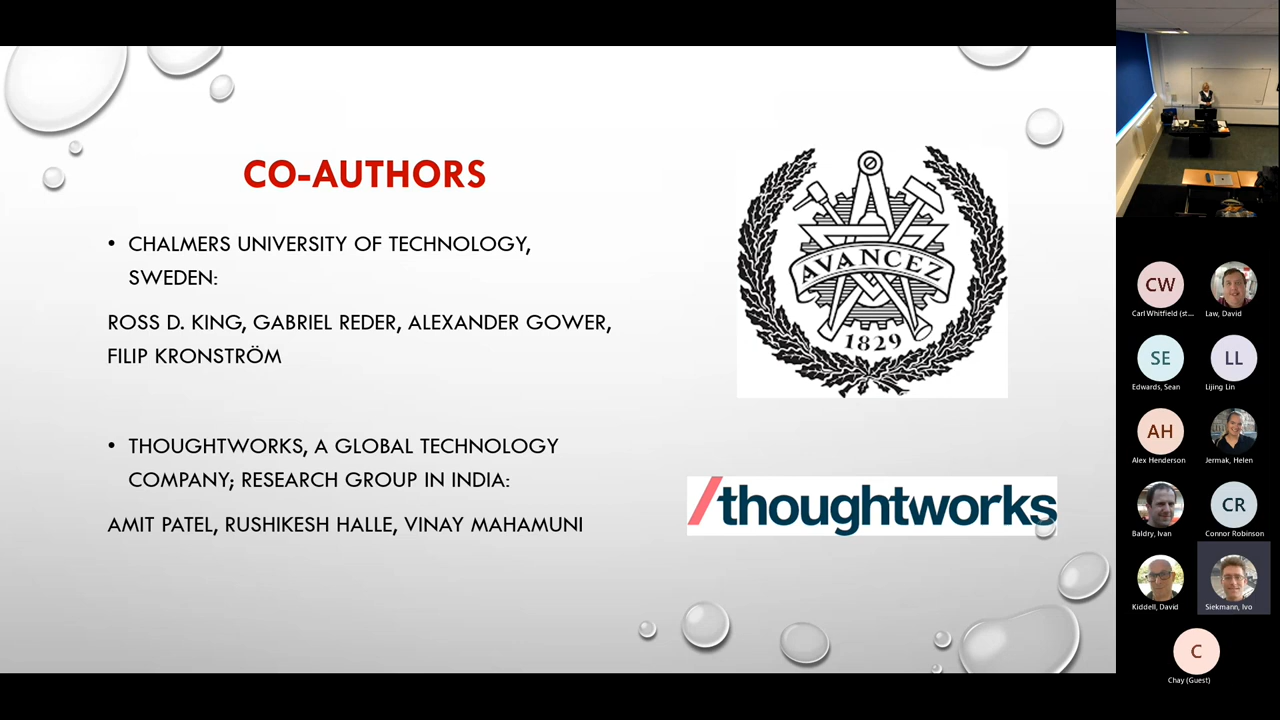 CO-AUTHORS
• CHALMERS UNIVERSITY OF TECHNOLOGY,
SWEDEN:
ROSS D. KING, GABRIEL REDER, ALEXANDER GOWER,
FILIP KRONSTRÖM
• THOUGHTWORKS, A GLOBAL TECHNOLOGY
COMPANY; RESEARCH GROUP IN INDIA:
AMIT PATEL, RUSHIKESH HALLE, VINAY MAHAMUNI
AVANCEZ
1829
/thoughtworks
CW
Carl Whitfield (st...
Law, David
SE
Edwards, Sean
LL
Lijing Lin
AH
Alex Henderson
Jermak, Helen
Baldry, Ivan
CR
Connor Robinson
Kiddell, David
Siekmann, Ivo
C
Chay (Guest)